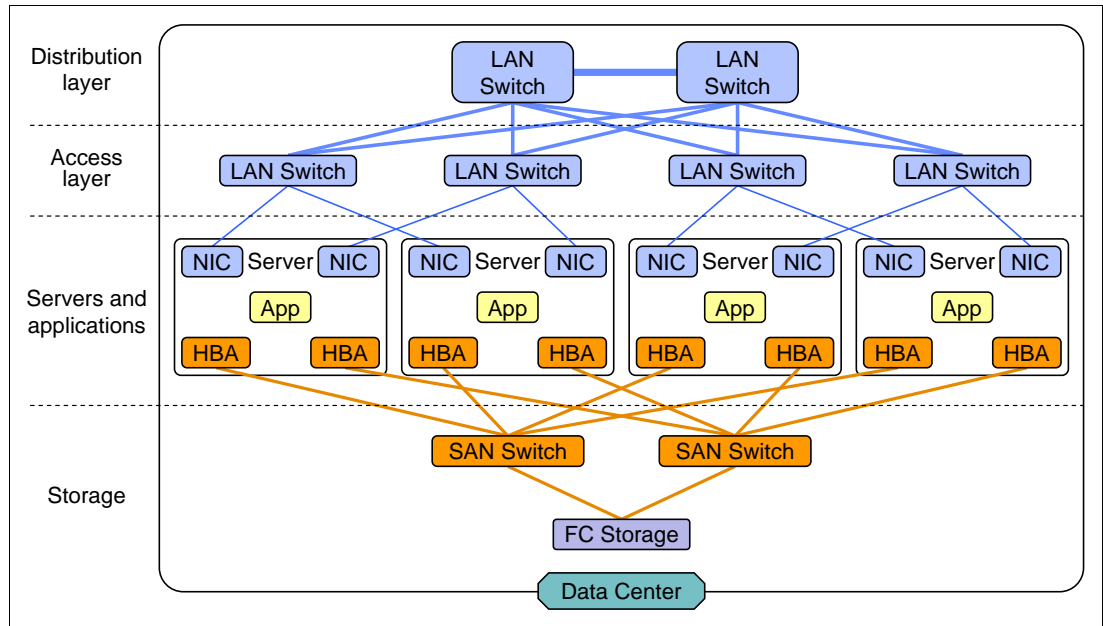 Distribution
layer
LAN
Switch
LAN
Switch
Access
layer
LAN Switch
LAN Switch
LAN Switch
LAN Switch
Servers and
applications
NIC Server NIC
NIC Server NIC
NIC Server NIC
NIC Server NIC
App
App
App
App
HBA HBA
HBA HBA
HBA HBA
HBA HBA
Storage
SAN Switch
SAN Switch
FC Storage
Data Center